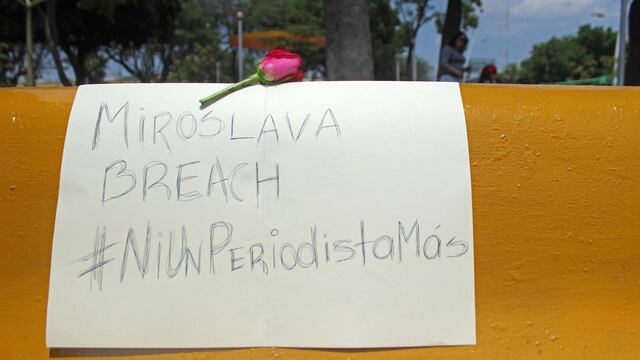 MIROSLAVA
BREACH
#NiUnPeriodistaMás